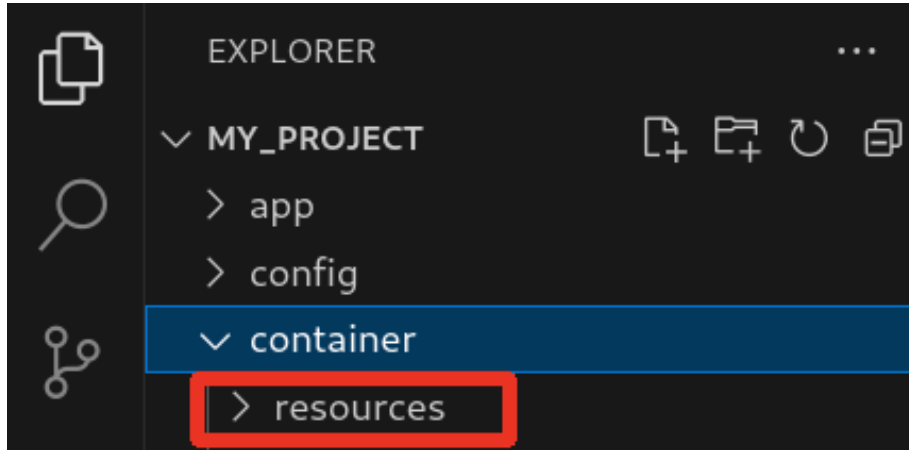 EXPLORER
MY_PROJECT
app
config
container
resources